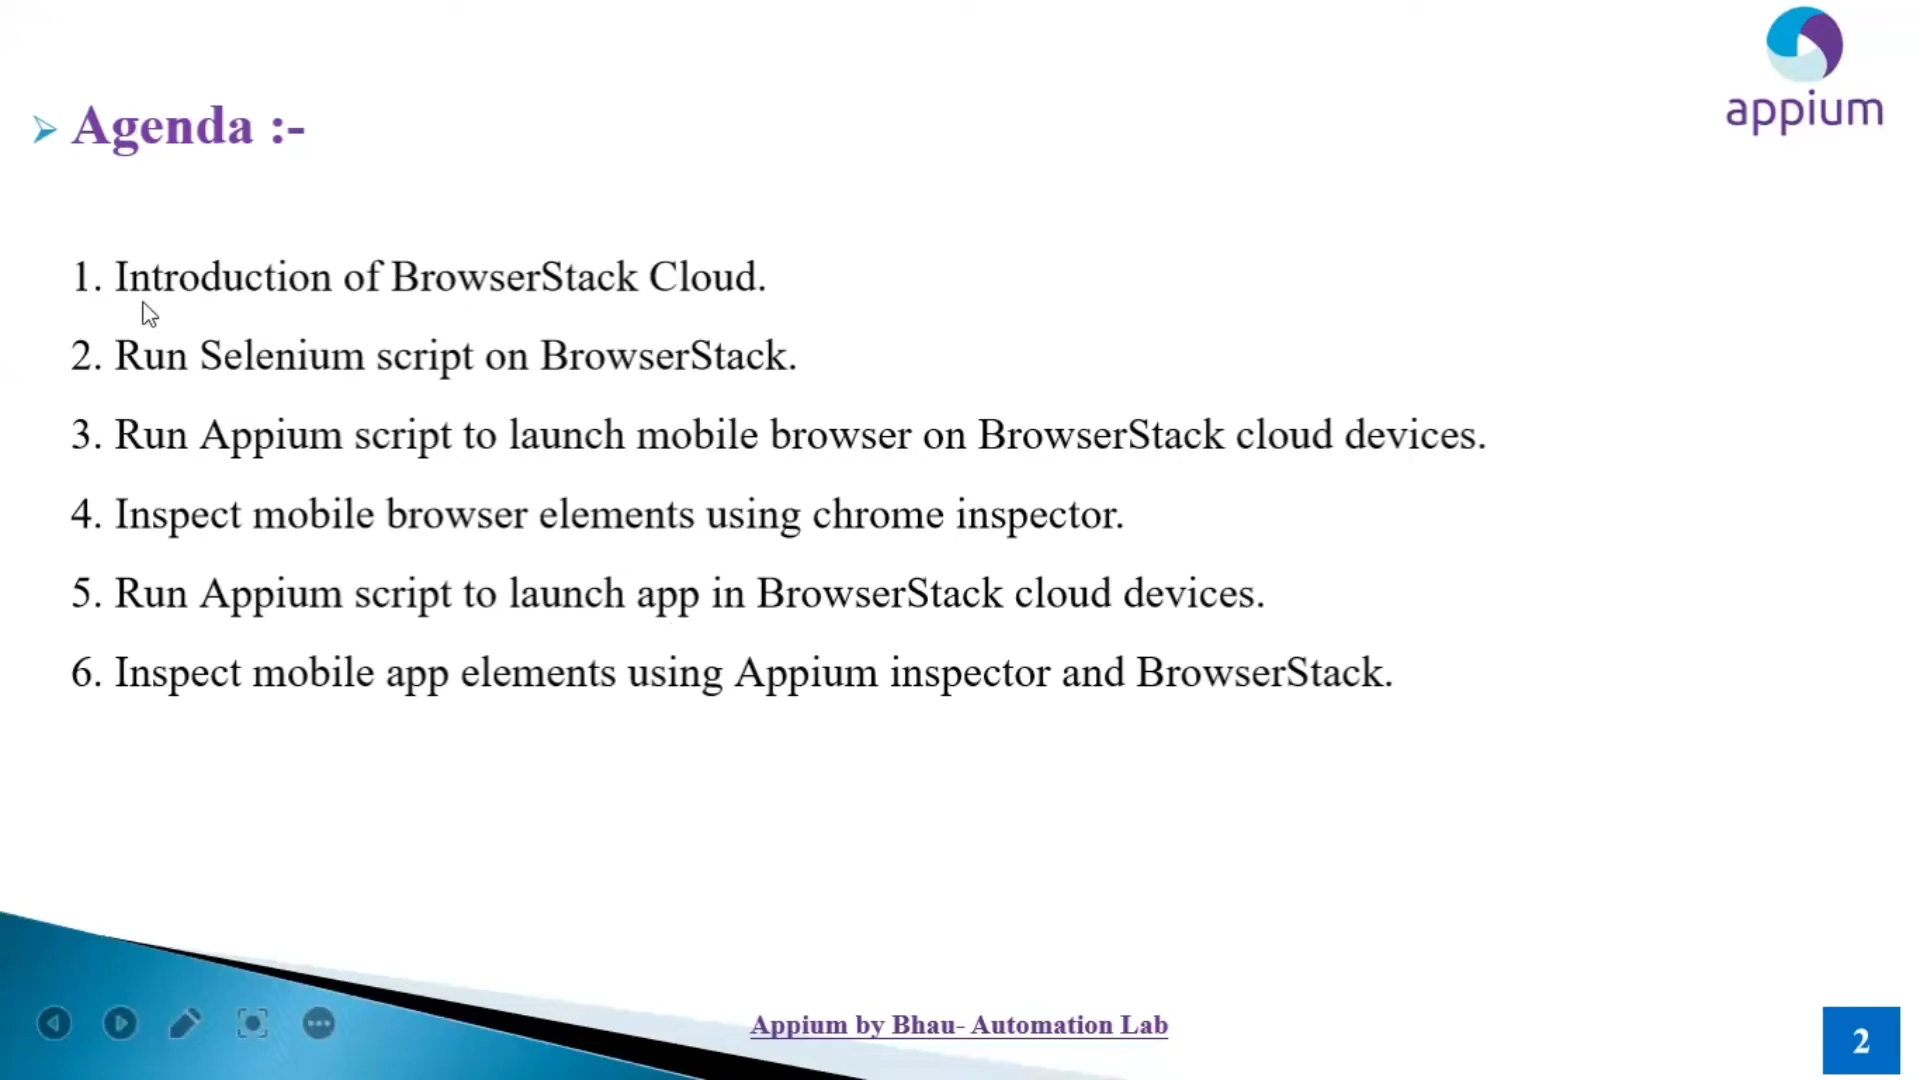 appium
Agenda :-
1. Introduction of BrowserStack Cloud.
2. Run Selenium script on BrowserStack.
3. Run Appium script to launch mobile browser on BrowserStack cloud devices.
4. Inspect mobile browser elements using chrome inspector.
5. Run Appium script to launch app in BrowserStack cloud devices.
6. Inspect mobile app elements using Appium inspector and BrowserStack.
Appium by Bhau- Automation Lab
2